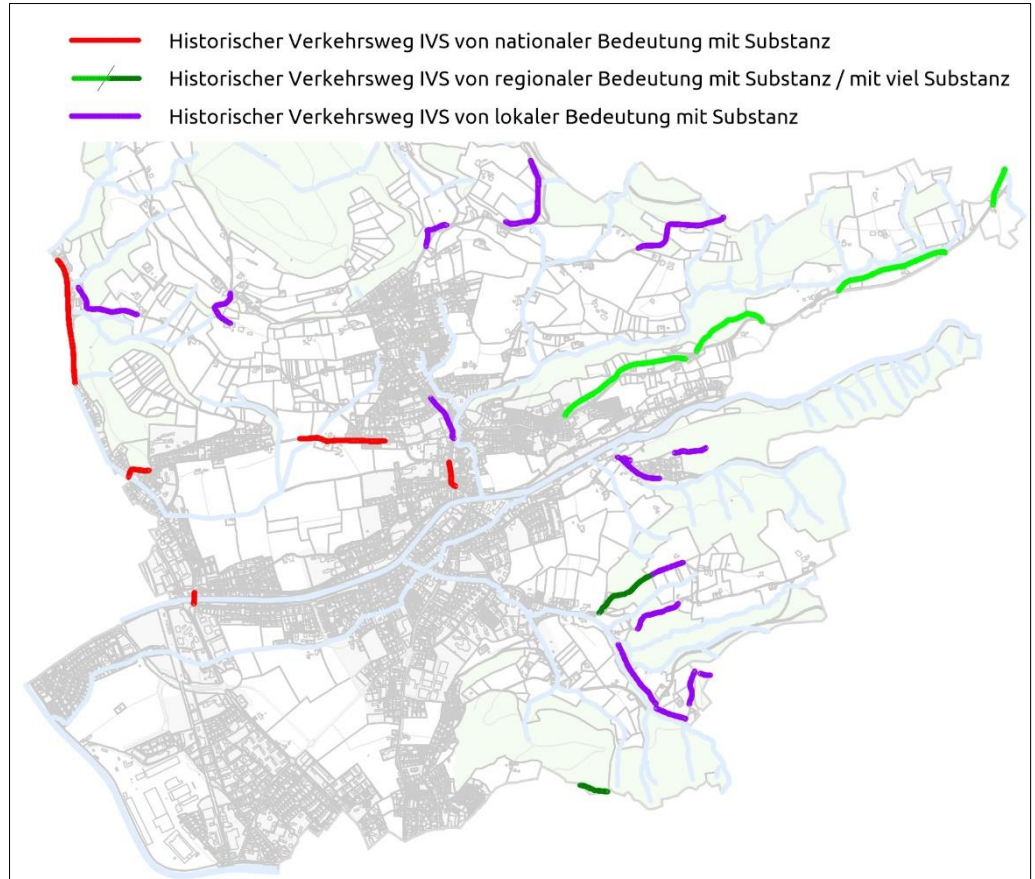 Historischer Verkehrsweg IVS von nationaler Bedeutung mit Substanz
Historischer Verkehrsweg IVS von regionaler Bedeutung mit Substanz / mit viel Substanz
Historischer Verkehrsweg IVS von lokaler Bedeutung mit Substanz